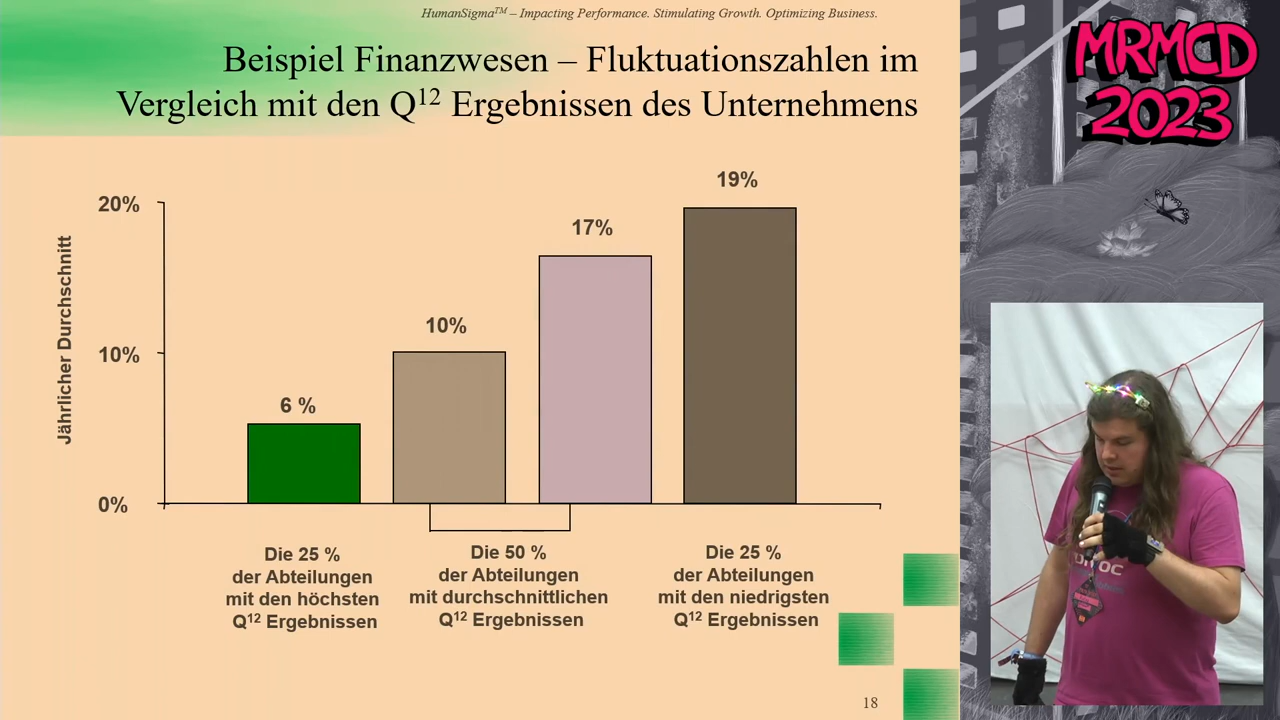 HumanSigma™ – Impacting Performance. Stimulating Growth. Optimizing Business.
Beispiel Finanzwesen – Fluktuationszahlen im
Vergleich mit den Q¹² Ergebnissen des Unternehmens
MRMCD
2023
Jährlicher Durchschnitt
20%
10%
0%
6 %
10%
17%
19%
Die 25 %
der Abteilungen
mit den höchsten
Q¹² Ergebnissen
Die 50 %
der Abteilungen
mit durchschnittlichen
Q¹² Ergebnissen
Die 25 %
der Abteilungen
mit den niedrigsten
Q¹² Ergebnissen
18